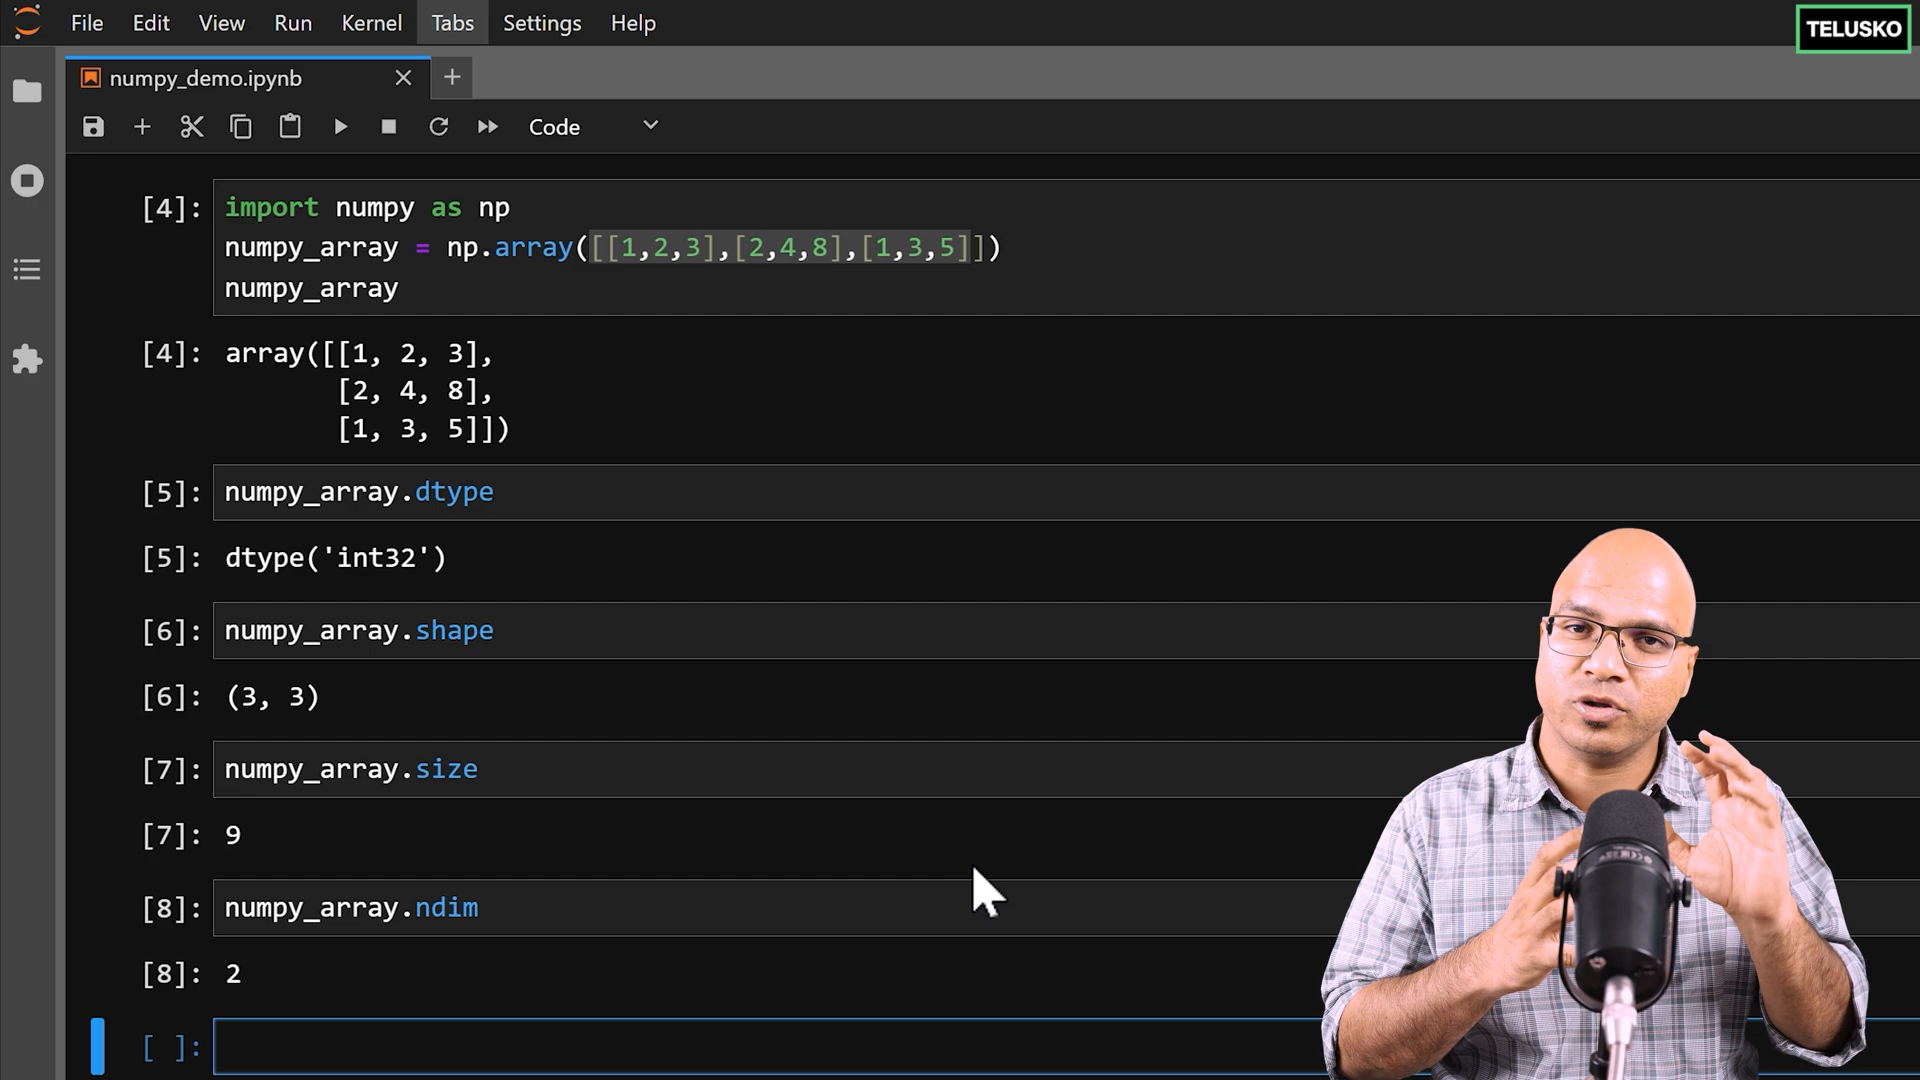 File Edit View Run Kernel Tabs Settings Help
TELUSKO
numpy_demo.ipynb
Code
[4]: import numpy as np
numpy_array = np.array([[1,2,3],[2,4,8],[1,3,5]])
numpy_array
[4]: array([[1, 2, 3],
[2, 4, 8],
[1, 3, 5]])
[5]: numpy_array.dtype
[5]: dtype('int32')
[6]: numpy_array.shape
[6]: (3, 3)
[7]: numpy_array.size
[7]: 9
[8]: numpy_array.ndim
[8]: 2
[ ]: